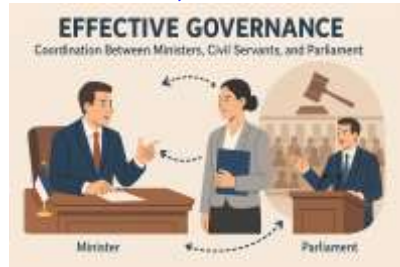 EFFECTIVE GOVERNANCE
Coordination Between Ministers, Civil Servants, and Parliament
Minister
Parliament